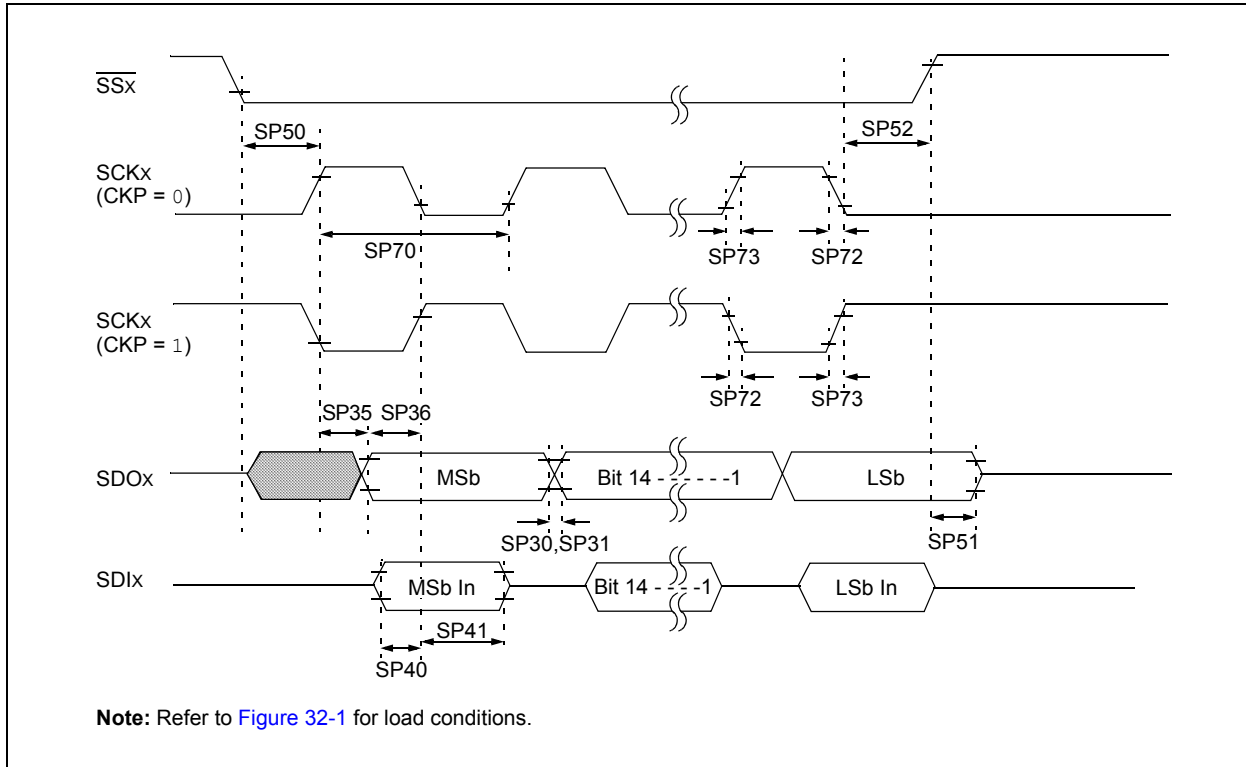 SSx
SP50
SP52
SCKx
(CKP = 0)
SP70
SP73
SP72
SCKx
(CKP = 1)
SP72
SP73
SP35
SP36
SDOx
MSb
Bit 14 - - - - - -1
LSb
SP30,SP31
SP51
SDIx
MSb In
Bit 14 - - - -1
LSb In
SP41
SP40
Note: Refer to Figure 32-1 for load conditions.